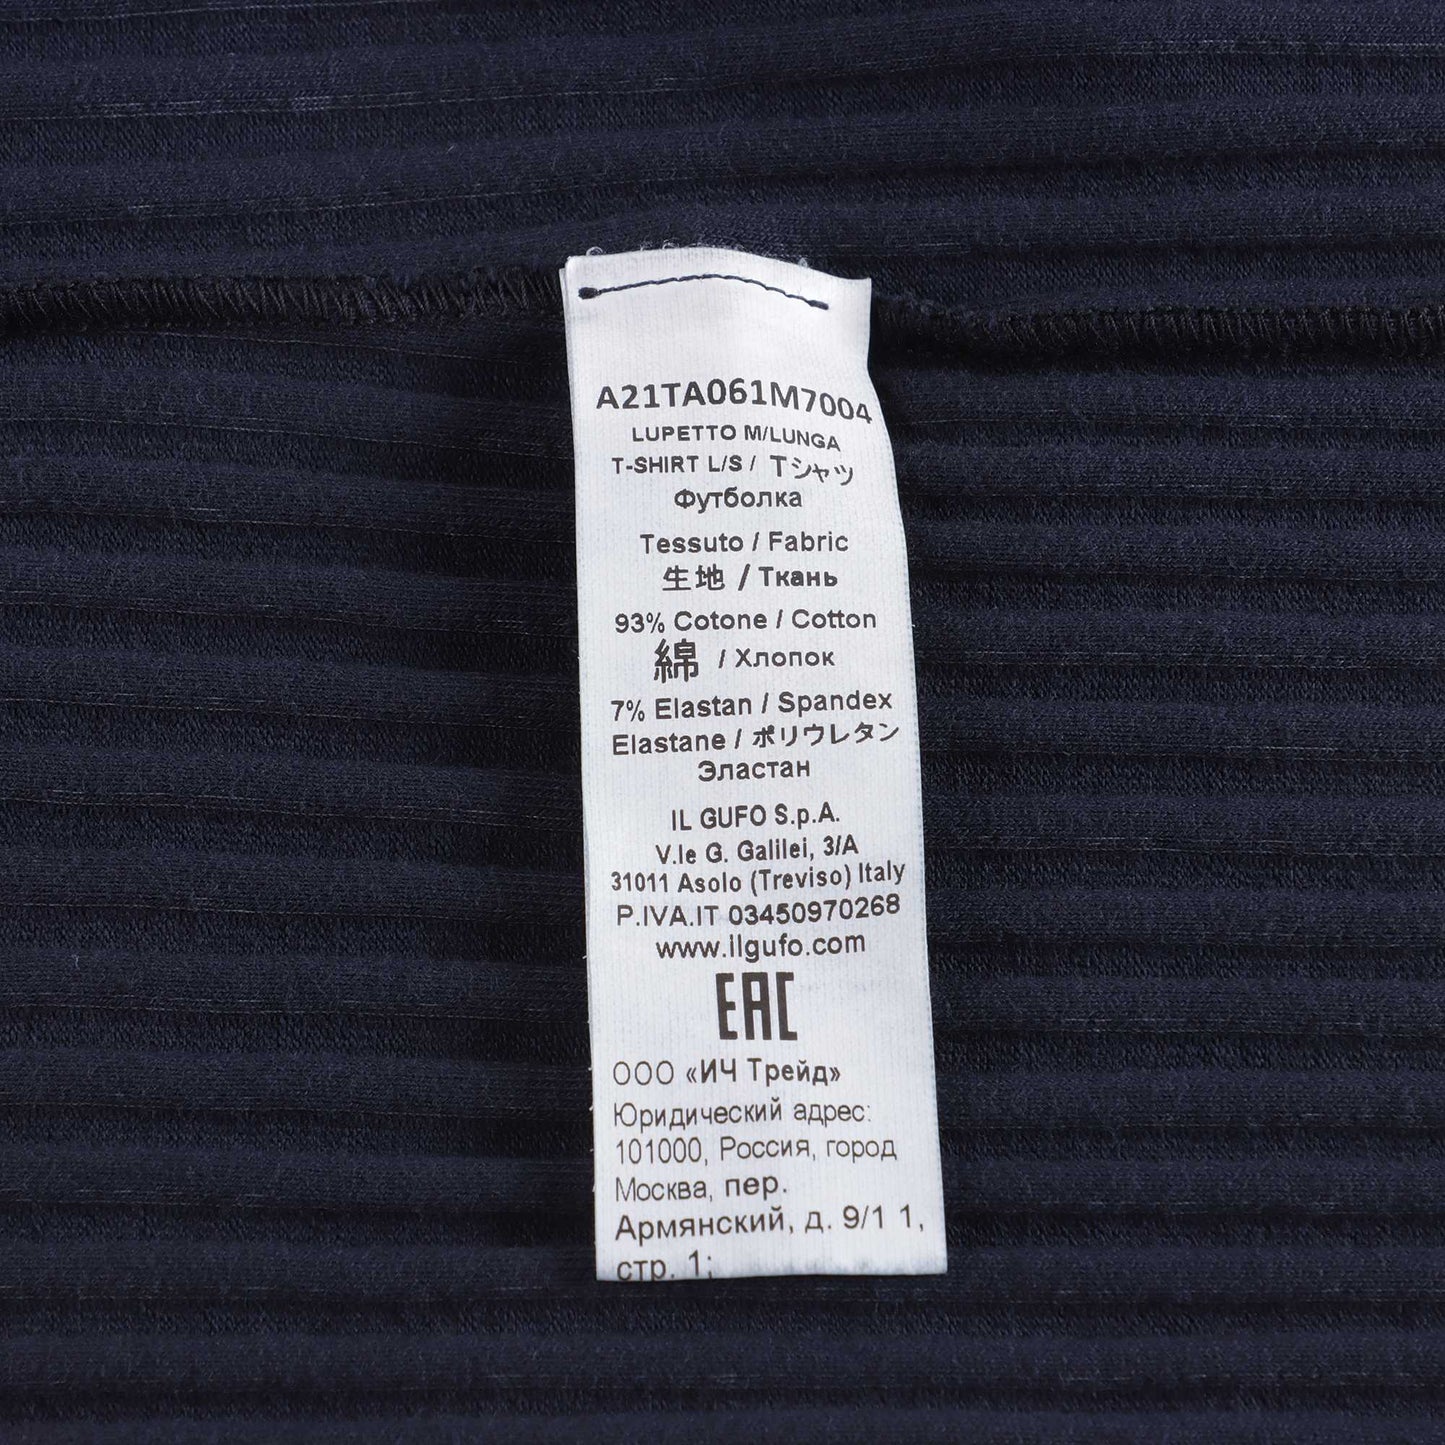 A21TA061M7004
LUPETTO M/LUNGA
T-SHIRT L/S / Tシャツ
Футболка
Tessuto / Fabric
生地 / Ткань
93% Cotone / Cotton
綿 / Хлопок
7% Elastan / Spandex
Elastane / ポリウレタン
Эластан
IL GUFO S.p.A.
V.le G. Galilei, 3/A
31011 Asolo (Treviso) Italy
P.IVA.IT 03450970268
www.ilgufo.com
EAC
ООО «ИЧ Трейд»
Юридический адрес:
101000, Россия, город
Москва, пер.
Армянский, д. 9/1 1,
стр. 1;